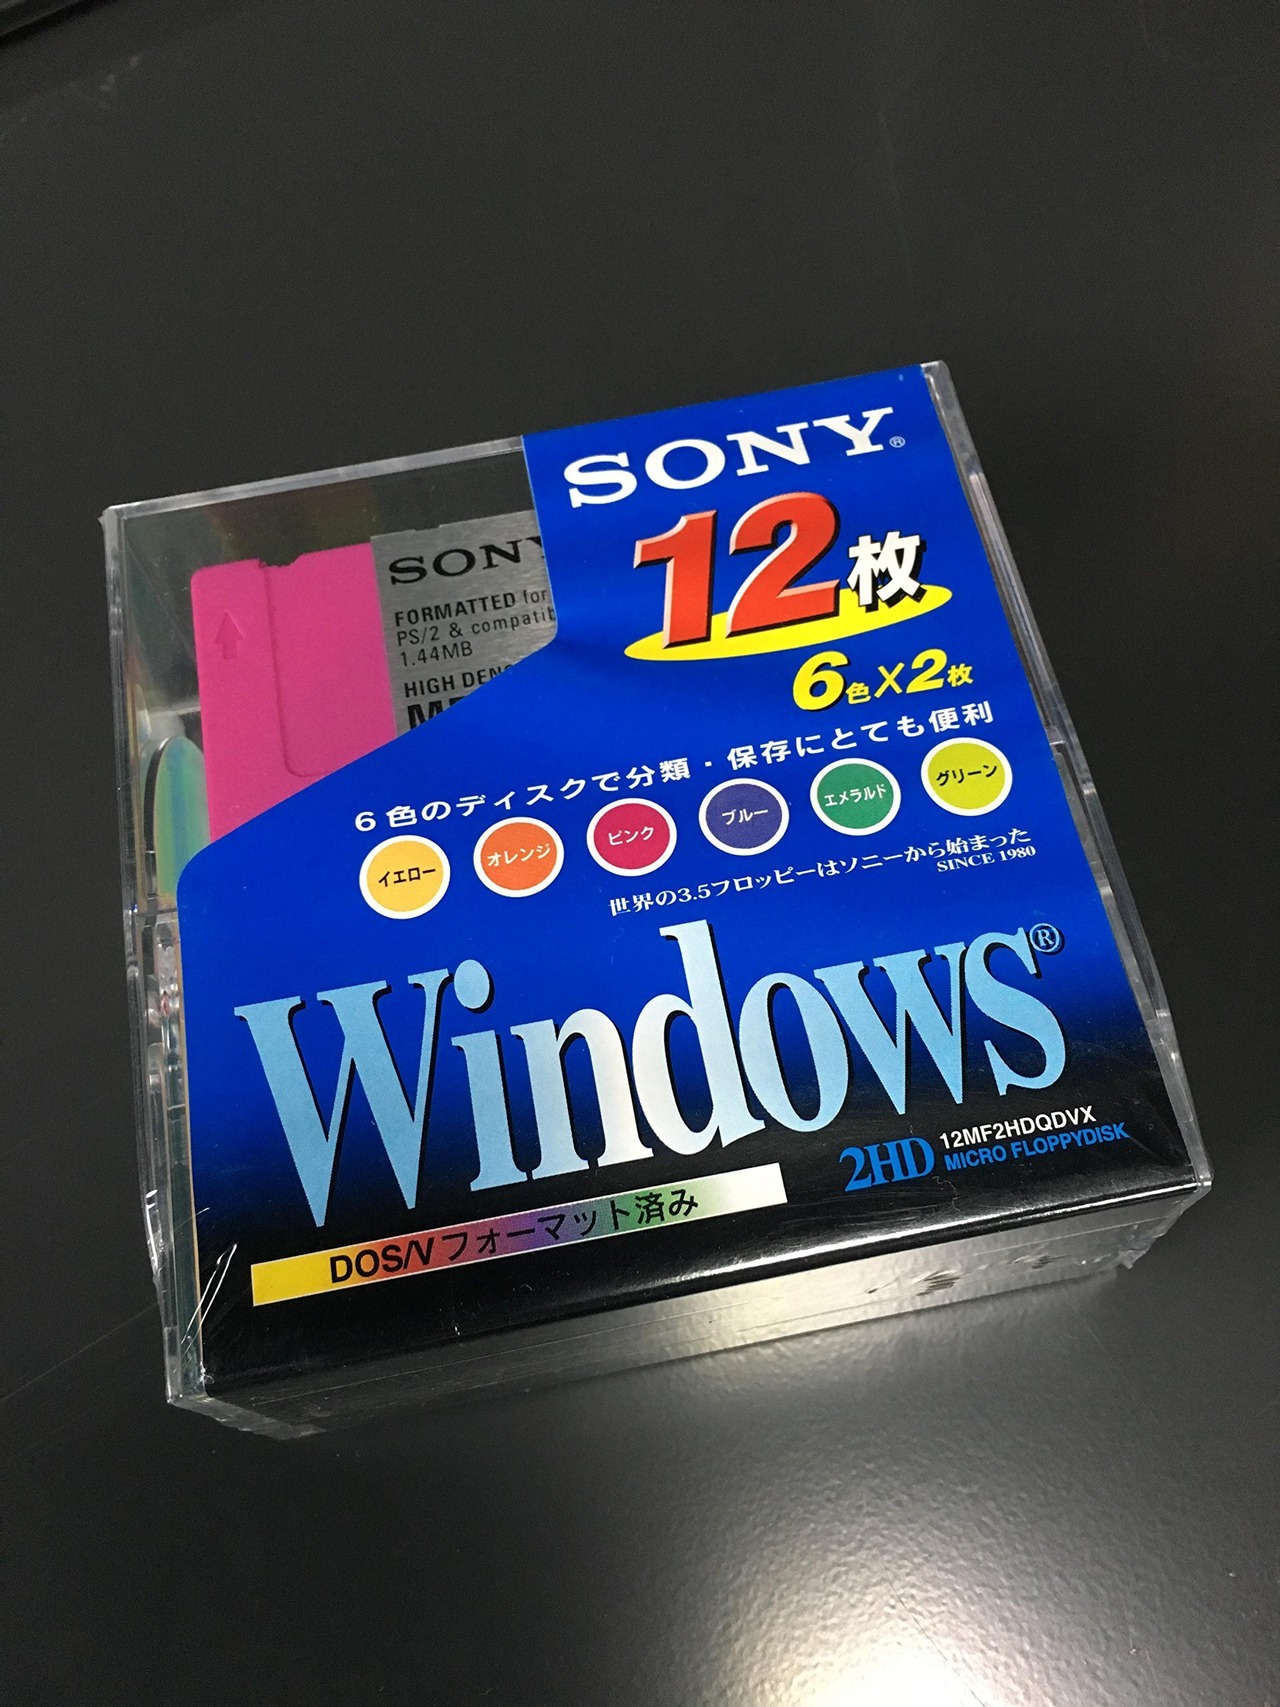 SONY®
12枚
6色×2枚
SONY
FORMATTED for
PS/2 & compatib
1.44MB
HIGH DENS
6色のディスクで分類・保存にとても便利
イエロー オレンジ ピンク ブルー エメラルド グリーン
世界の3.5フロッピーはソニーから始まった
SINCE 1980
Windows®
2HD 12MF2HDQDVX
MICRO FLOPPYDISK
DOS/Vフォーマット済み